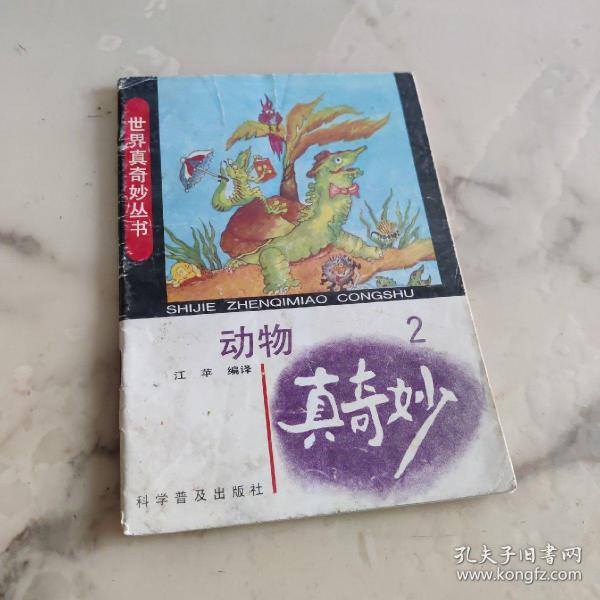 世界真奇妙丛书
SHIJIE ZHENQIMIAO CONGSHU
动物 2
江苹 编译
真奇妙
科学普及出版社
孔夫子旧书网
www.kongfz.com